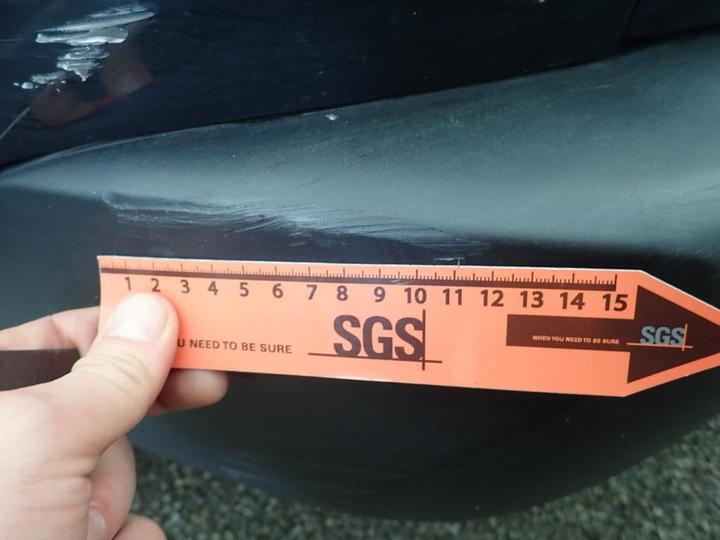 1 2 3 4 5 6 7 8 9 10 11 12 13 14 15
U NEED TO BE SURE
SGS
WHEN YOU NEED TO BE SURE
SGS